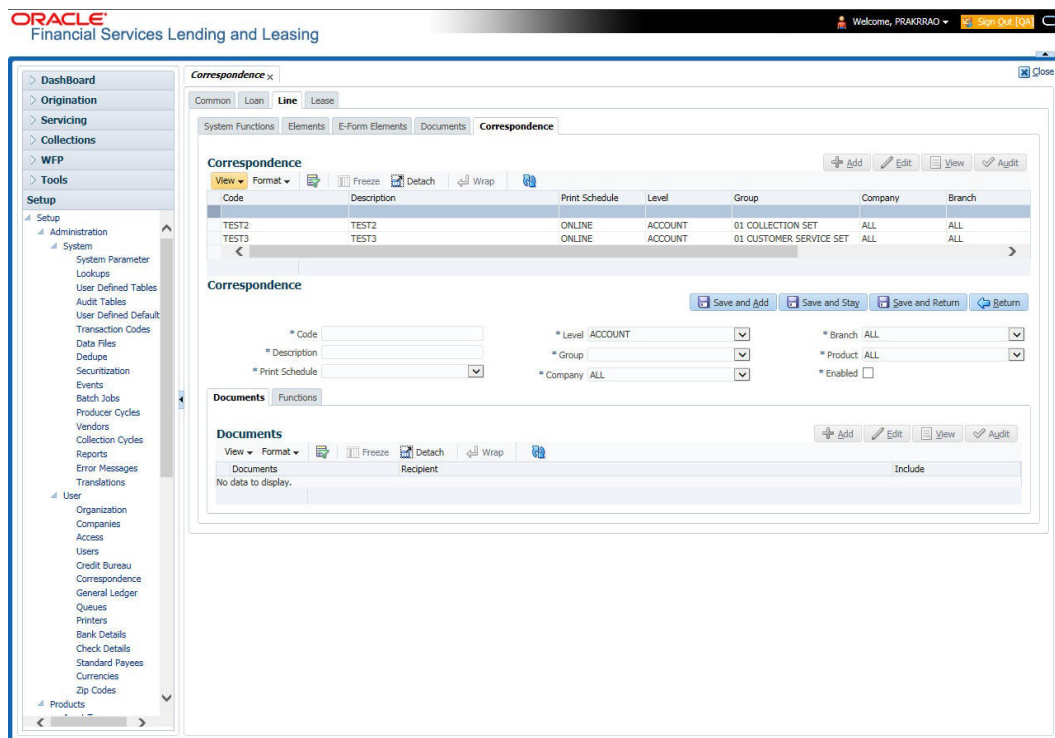 ORACLE
Financial Services Lending and Leasing
Welcome, PRAKRRAO
Sign Out [QA]
Close
DashBoard
Origination
Servicing
Collections
WFP
Tools
Setup
Setup
Administration
System
System Parameter
Lookups
User Defined Tables
Audit Tables
User Defined Default
Transaction Codes
Data Files
Dedupe
Securitization
Events
Batch Jobs
Producer Cycles
Vendors
Collection Cycles
Reports
Error Messages
Translations
User
Organization
Companies
Access
Users
Credit Bureau
Correspondence
General Ledger
Queues
Printers
Bank Details
Check Details
Standard Payees
Currencies
Zip Codes
Products
Correspondence x
Common Loan Line Lease
System Functions Elements E-Form Elements Documents Correspondence
Correspondence
Add Edit View Audit
View Format Freeze Detach Wrap
Code Description Print Schedule Level Group Company Branch
TEST2 TEST2 ONLINE ACCOUNT 01 COLLECTION SET ALL ALL
TEST3 TEST3 ONLINE ACCOUNT 01 CUSTOMER SERVICE SET ALL ALL
Correspondence
Save and Add Save and Stay Save and Return Return
* Code * Level ACCOUNT * Branch ALL
* Description * Group * Product ALL
* Print Schedule * Company ALL * Enabled
Documents Functions
Documents
Add Edit View Audit
View Format Freeze Detach Wrap
Documents Recipient Include
No data to display.